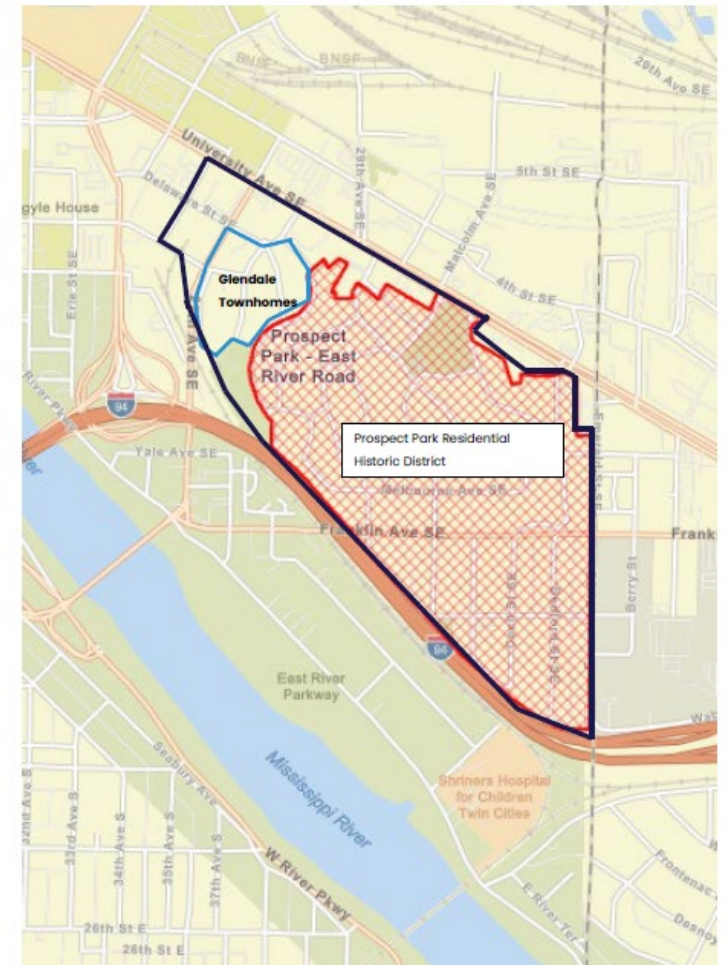 BNSF
BNSF
29th Ave SE
University Ave SE
29th Ave SE
5th St SE
Malcolm Ave SE
Delaware St SE
gyle House
4th St SE
Erie St SE
Glendale
Townhomes
Prospect
Park - East
River Road
River Pkwy
94
Yale Ave SE
Prospect Park Residential
Historic District
Melbourne Ave SE
Franklin Ave SE
Frank
Berry St
94
East River
Parkway
Mississippi River
Seabury Ave
Shriners Hospital
for Children
Twin Cities
32nd Ave S
33rd Ave S
34th Ave S
35th Ave S
37th Ave S
W River Pkwy
E River Ter
Frontenac
26th St E
26th St E